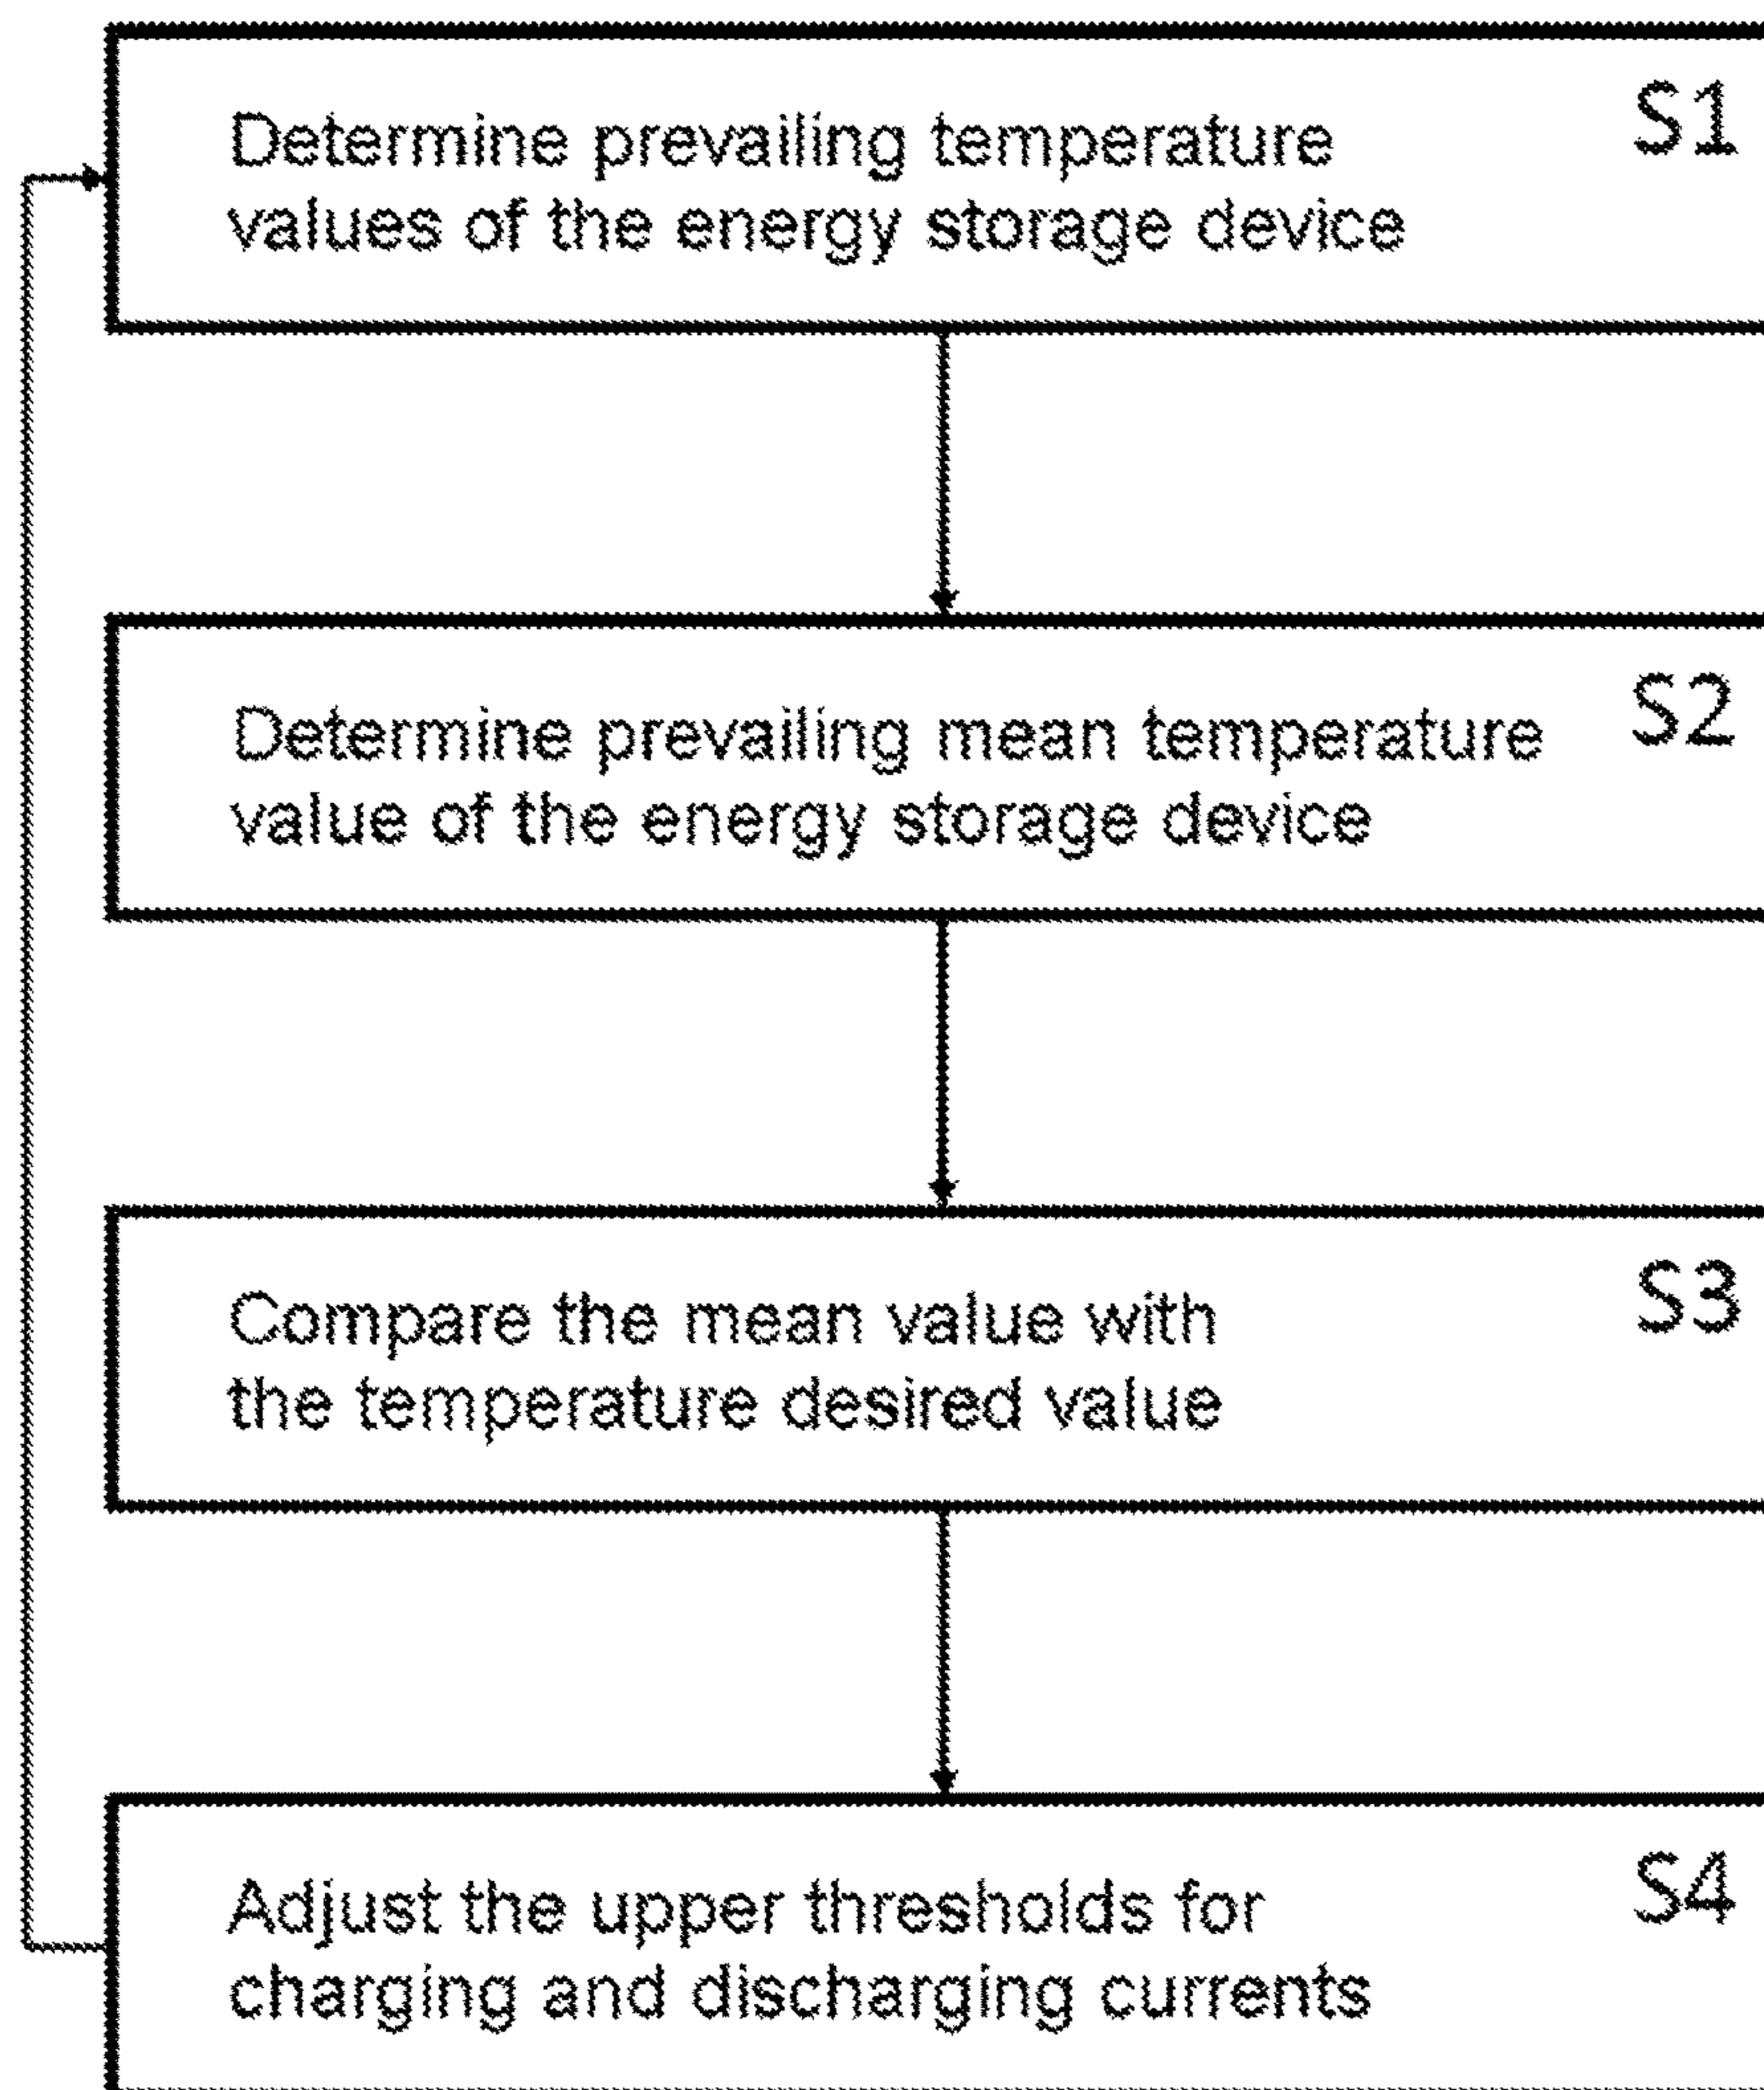 S1
Determine prevailing temperature
values of the energy storage device
S2
Determine prevailing mean temperature
value of the energy storage device
S3
Compare the mean value with
the temperature desired value
S4
Adjust the upper thresholds for
charging and discharging currents